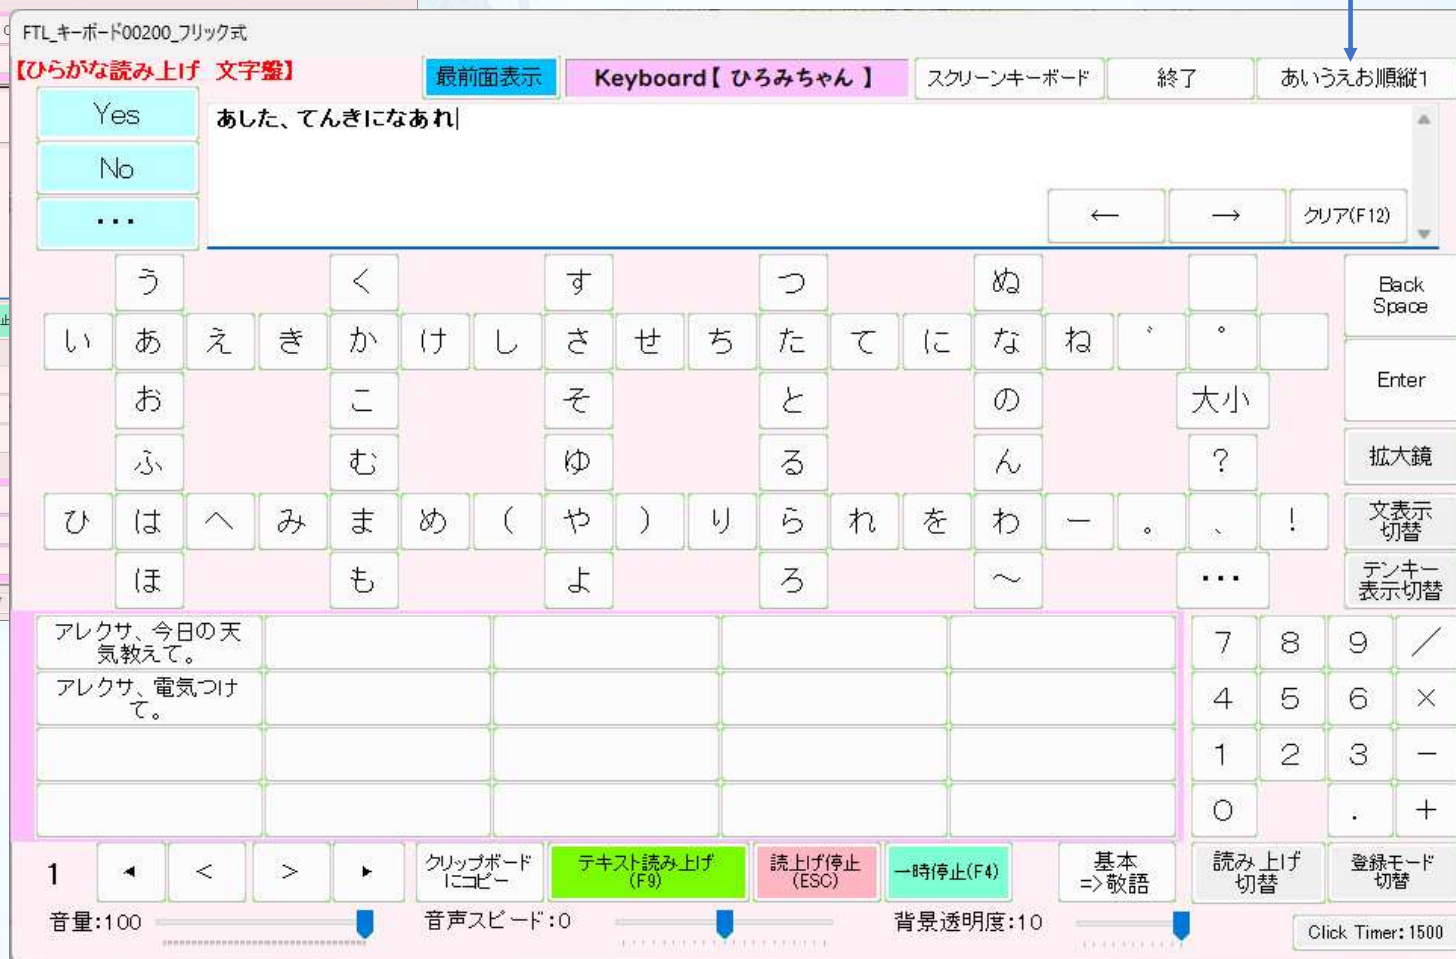 FTL_キーボード00200_フリック式
【ひらがな読み上げ 文字盤】
最前面表示
Keyboard【 ひろみちゃん 】
スクリーンキーボード
終了
あいうえお順縦1
Yes
No
・・・
あした、てんきになあれ
←
→
クリア(F12)
う く す つ ぬ
い あ え き か け し さ せ ち た て に な ね ゛ ゜
お こ そ と の 大小
ふ む ゆ る ん ?
ひ は へ み ま め ( や ) り ら れ を わ ー 。 、 !
ほ も よ ろ ~ ・・・
Back
Space
Enter
拡大鏡
文表示
切替
テンキー
表示切替
アレクサ、今日の天
気教えて。
アレクサ、電気つけ
て。
7 8 9 /
4 5 6 ×
1 2 3 -
0 . +
1
◂
<
>
▸
クリップボード
にコピー
テキスト読み上げ
(F9)
読上げ停止
(ESC)
一時停止(F4)
基本
=>敬語
読み上げ
切替
登録モード
切替
音量:100
音声スピード:0
背景透明度:10
Click Timer:1500